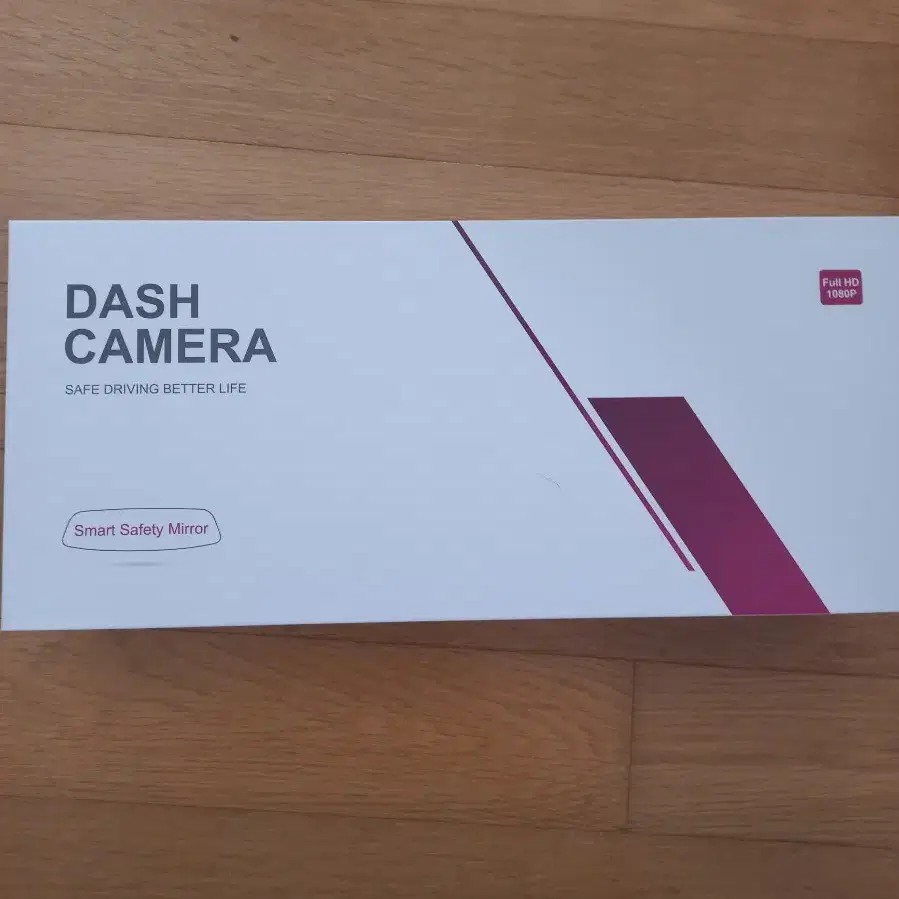 DASH
CAMERA
SAFE DRIVING BETTER LIFE
Full HD
1080P
Smart Safety Mirror